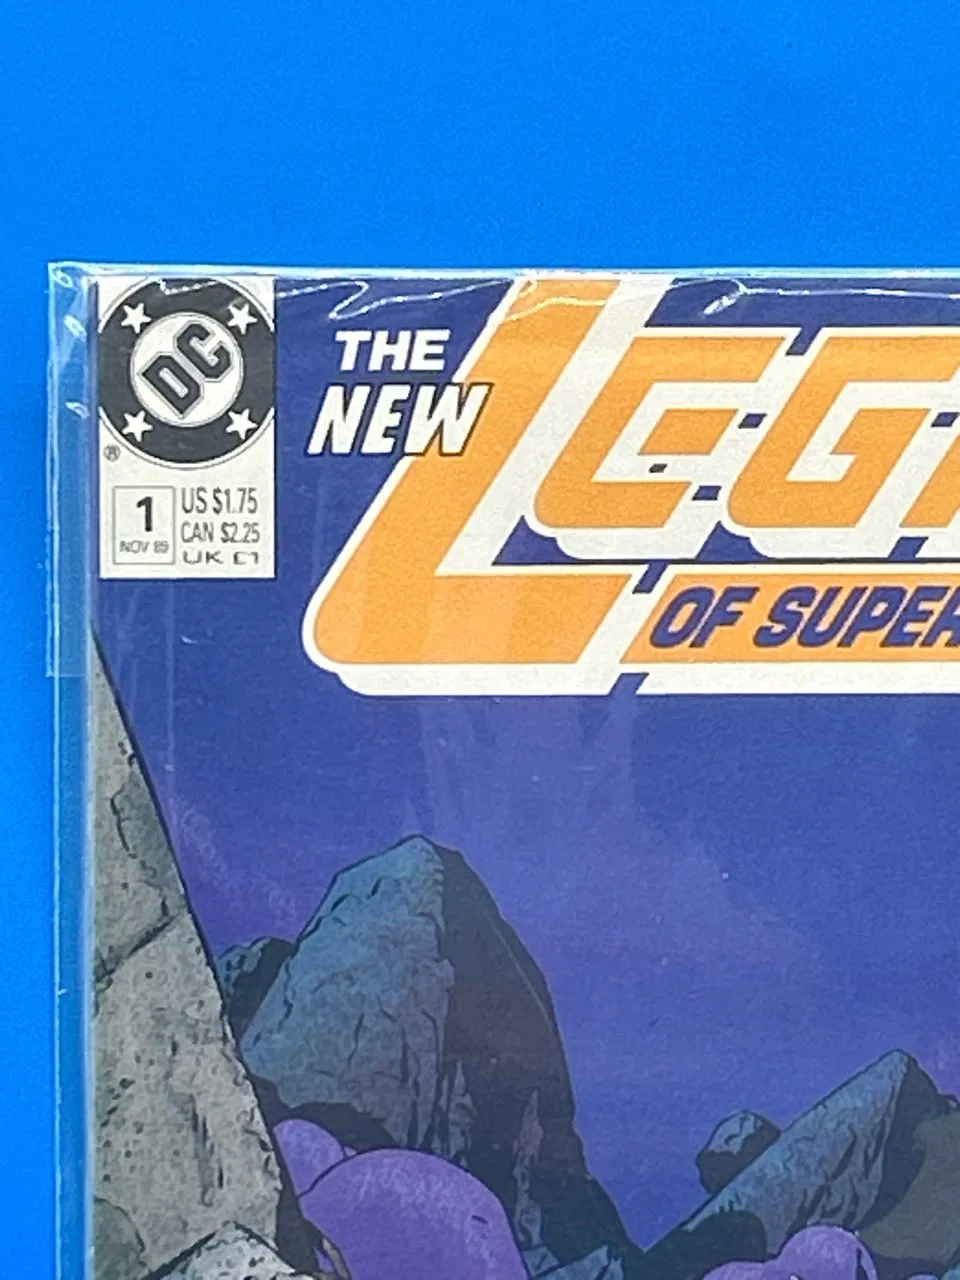 DC
®
1
NOV 89
US $1.75
CAN $2.25
UK £1
THE
NEW
LEG
OF SUPER